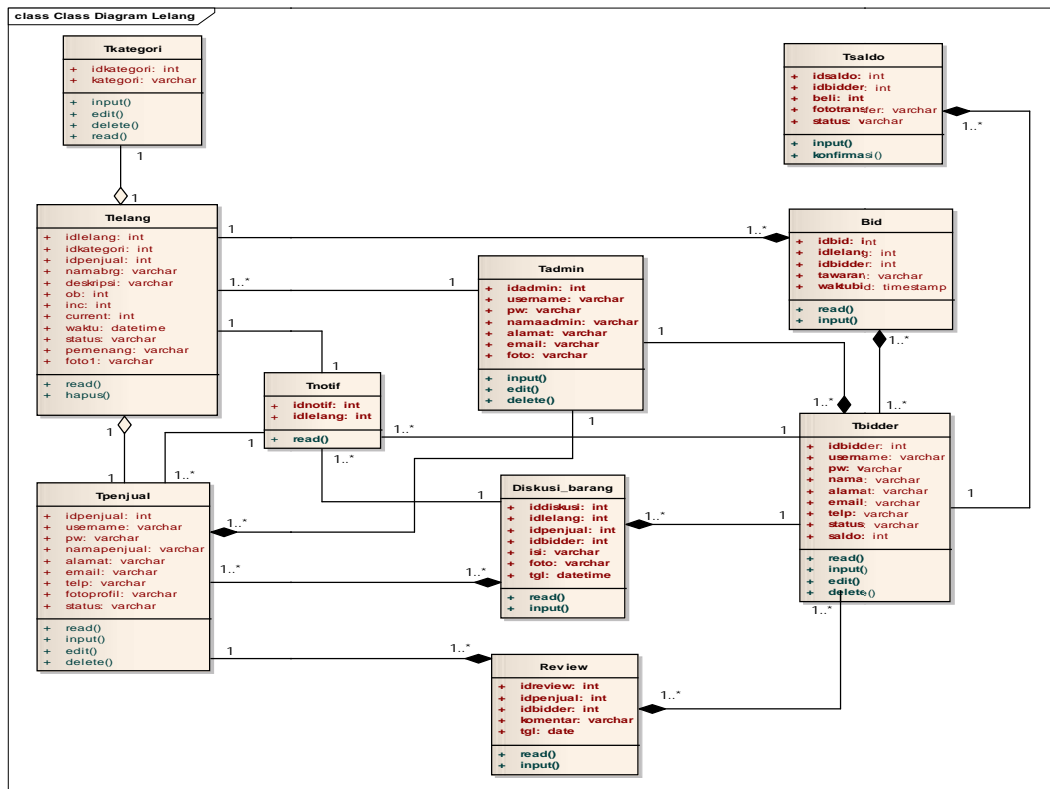 class Class Diagram Lelang
Tkategori
+ idkategori: int
+ kategori: varchar
+ input()
+ edit()
+ delete()
+ read()
1
1
Tsaldo
+ idsaldo: int
+ idbidder: int
+ beli: int
+ fototransfer: varchar
+ status: varchar
+ input()
+ konfirmasi()
1..*
Tlelang
+ idlelang: int
+ idkategori: int
+ idpenjual: int
+ namabrg: varchar
+ deskripsi: varchar
+ ob: int
+ inc: int
+ current: int
+ waktu: datetime
+ status: varchar
+ pemenang: varchar
+ foto1: varchar
+ read()
+ hapus()
1
1..*
1..*
1
1
1
1
1
Bid
+ idbid: int
+ idlelang: int
+ idbidder: int
+ tawaran: varchar
+ waktubid: timestamp
+ read()
+ input()
1..*
Tadmin
+ idadmin: int
+ username: varchar
+ pw: varchar
+ namaadmin: varchar
+ alamat: varchar
+ email: varchar
+ foto: varchar
+ input()
+ edit()
+ delete()
1
1
1..*
1..*
Tnotif
+ idnotif: int
+ idlelang: int
+ read()
1
1..*
1..*
1
1..*
1
Tbidder
+ idbidder: int
+ username: varchar
+ pw: varchar
+ nama: varchar
+ alamat: varchar
+ email: varchar
+ telp: varchar
+ status: varchar
+ saldo: int
+ read()
+ input()
+ edit()
+ delete()
1
1
1..*
Diskusi_barang
+ iddiskusi: int
+ idlelang: int
+ idpenjual: int
+ idbidder: int
+ isi: varchar
+ foto: varchar
+ tgl: datetime
+ read()
+ input()
1..*
1..*
1..*
Tpenjual
+ idpenjual: int
+ username: varchar
+ pw: varchar
+ namapenjual: varchar
+ alamat: varchar
+ email: varchar
+ telp: varchar
+ fotoprofil: varchar
+ status: varchar
+ read()
+ input()
+ edit()
+ delete()
1
1..*
1..*
Review
+ idreview: int
+ idpenjual: int
+ idbidder: int
+ komentar: varchar
+ tgl: date
+ read()
+ input()